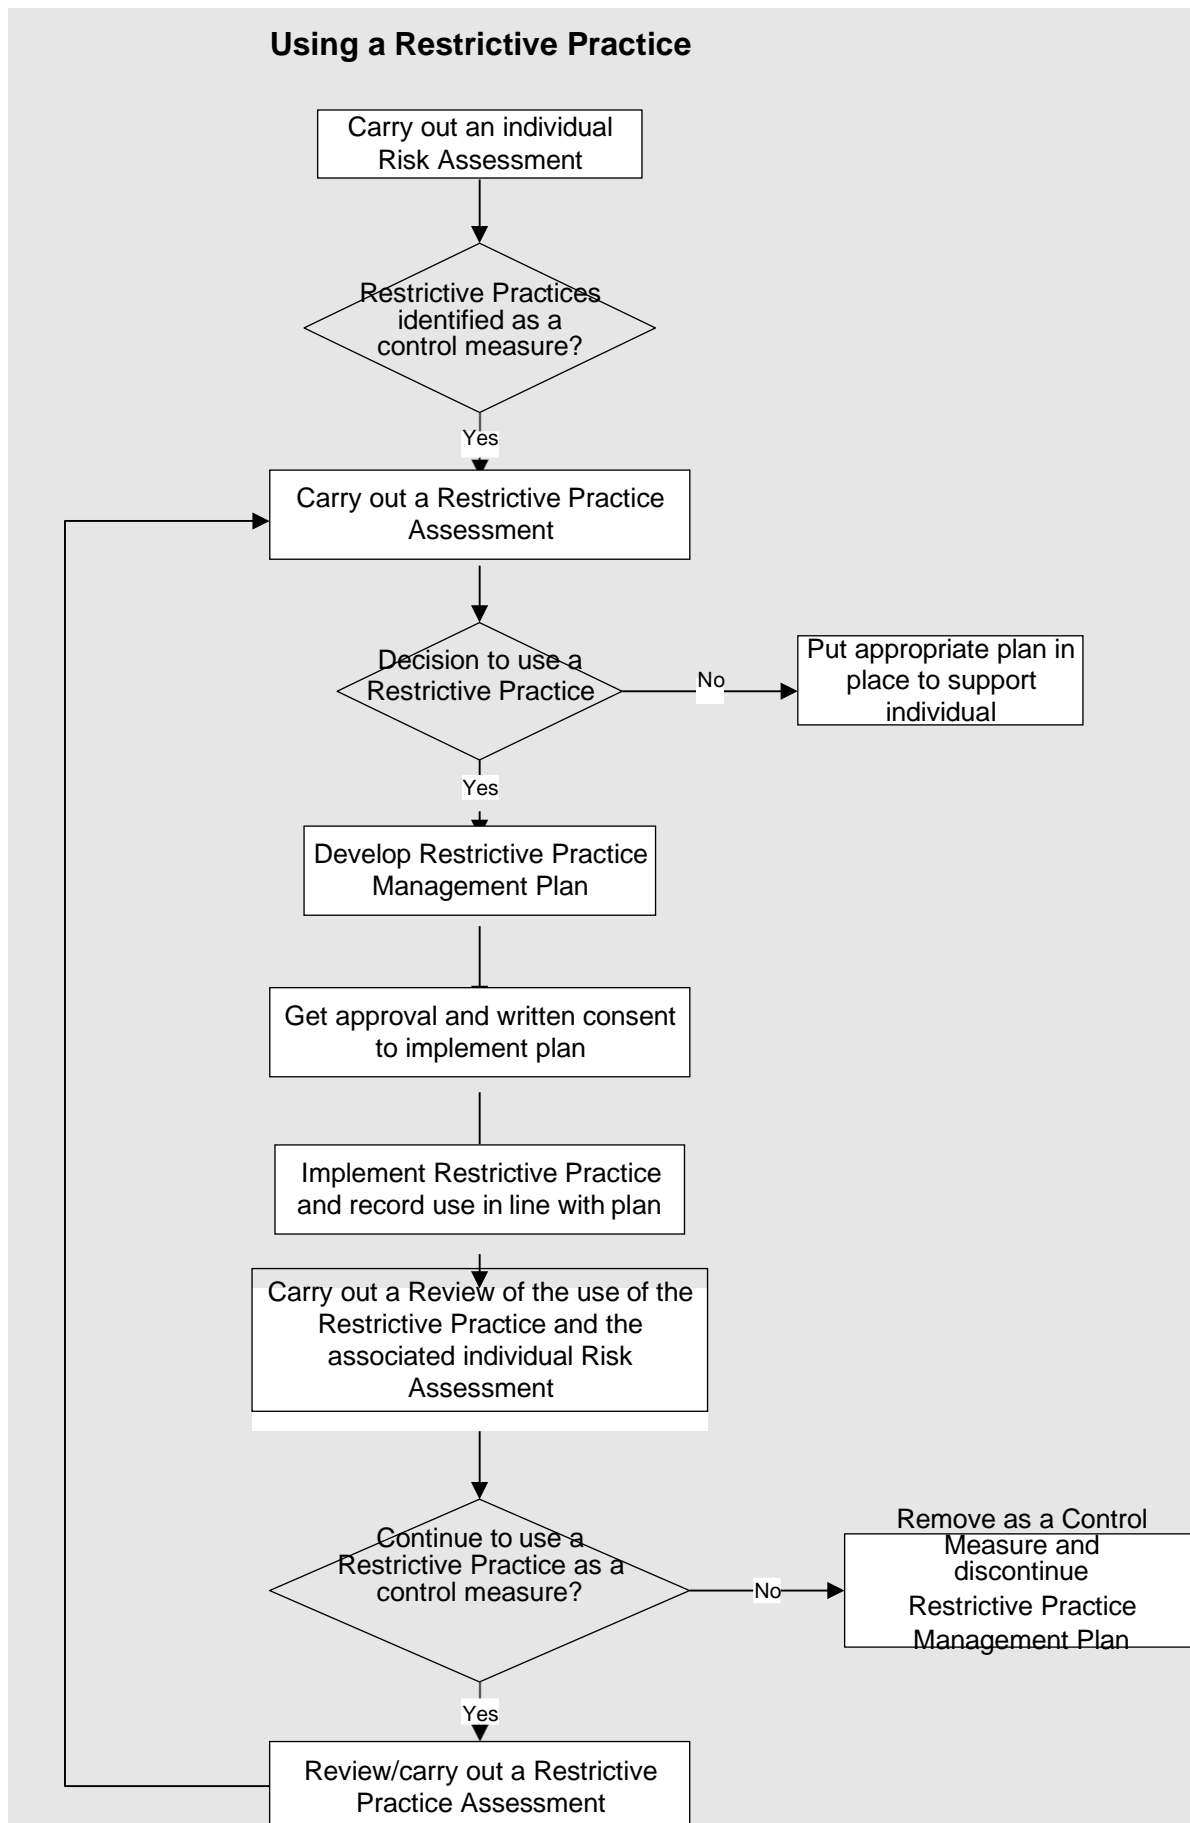 Using a Restrictive Practice
Carry out an individual
Risk Assessment
Restrictive Practices
identified as a
control measure?
Yes
Carry out a Restrictive Practice
Assessment
Decision to use a
Restrictive Practice
No
Put appropriate plan in
place to support
individual
Yes
Develop Restrictive Practice
Management Plan
Get approval and written consent
to implement plan
Implement Restrictive Practice
and record use in line with plan
Carry out a Review of the use of the
Restrictive Practice and the
associated individual Risk
Assessment
Continue to use a
Restrictive Practice as a
control measure?
No
Remove as a Control
Measure and
discontinue
Restrictive Practice
Management Plan
Yes
Review/carry out a Restrictive
Practice Assessment